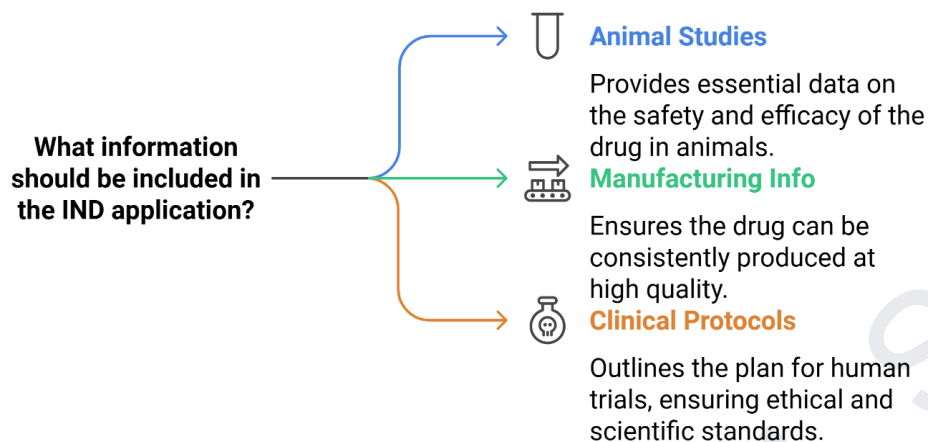 What information
should be included in
the IND application?
Animal Studies
Provides essential data on
the safety and efficacy of the
drug in animals.
Manufacturing Info
Ensures the drug can be
consistently produced at
high quality.
Clinical Protocols
Outlines the plan for human
trials, ensuring ethical and
scientific standards.